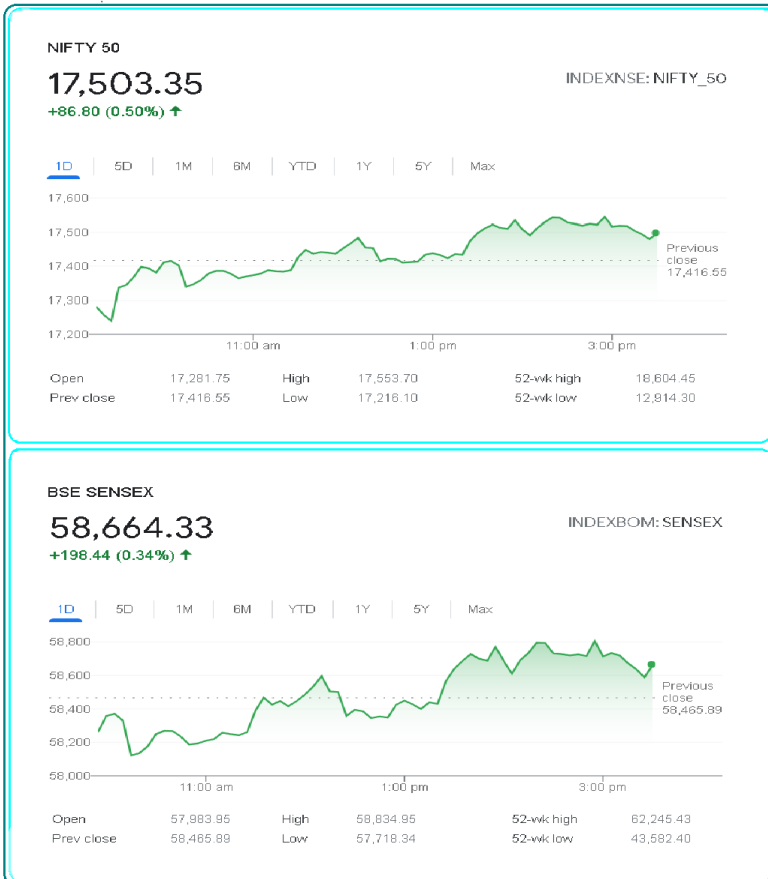 NIFTY 50
17,503.35 INDEXNSE: NIFTY_50
+86.80 (0.50%) ↑
1D 5D 1M 6M YTD 1Y 5Y Max
17,600
17,500
17,400
17,300
17,200
Previous
close
17,416.55
11:00 am 1:00 pm 3:00 pm
Open 17,281.75 High 17,553.70 52-wk high 18,604.45
Prev close 17,416.55 Low 17,216.10 52-wk low 12,914.30
BSE SENSEX
58,664.33 INDEXBOM: SENSEX
+198.44 (0.34%) ↑
1D 5D 1M 6M YTD 1Y 5Y Max
58,800
58,600
58,400
58,200
58,000
Previous
close
58,465.89
11:00 am 1:00 pm 3:00 pm
Open 57,983.95 High 58,834.95 52-wk high 62,245.43
Prev close 58,465.89 Low 57,718.34 52-wk low 43,582.40